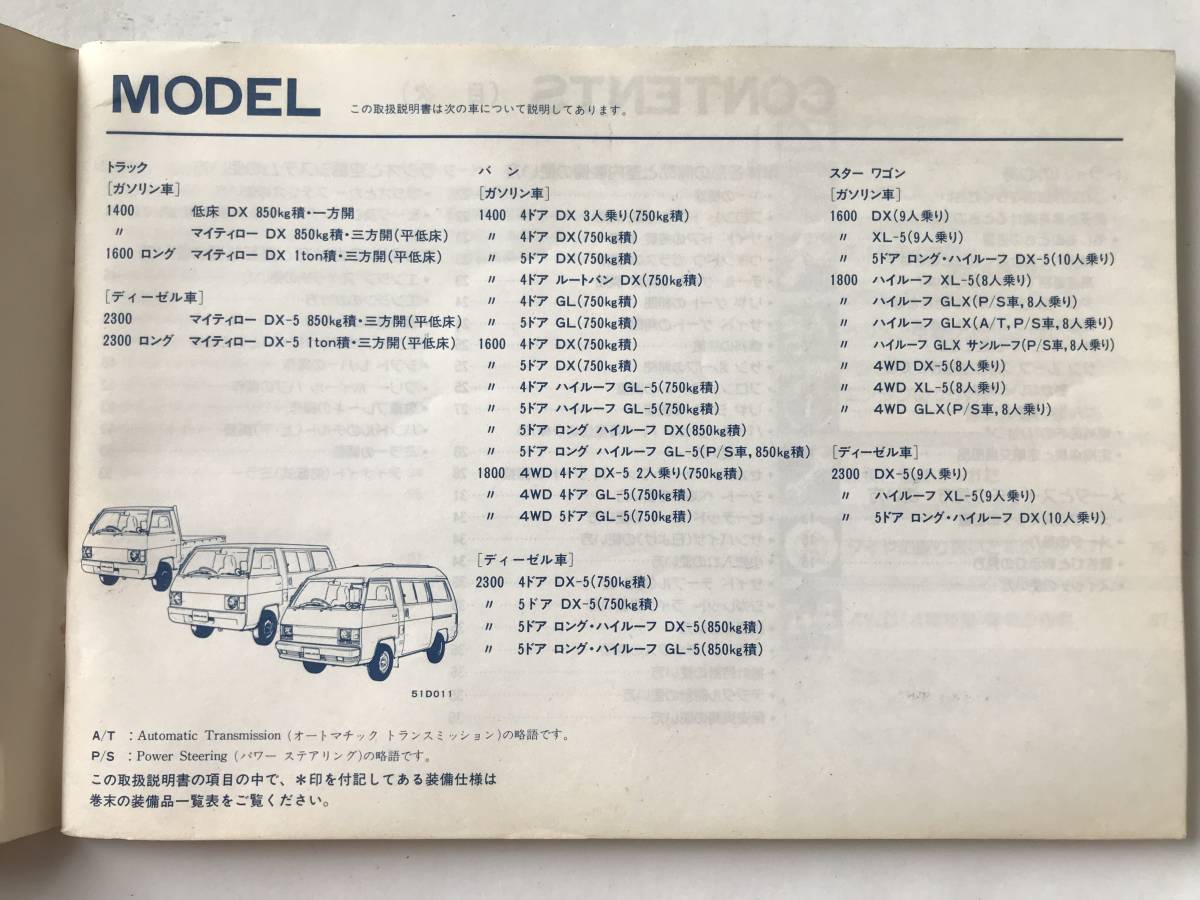 MODEL
この取扱説明書は次の車について説明してあります。
トラック
[ガソリン車]
1400 低床 DX 850kg積・一方開
〃 マイティロー DX 850kg積・三方開(平低床)
1600 ロング マイティロー DX 1ton積・三方開(平低床)
[ディーゼル車]
2300 マイティロー DX-5 850kg積・三方開(平低床)
2300 ロング マイティロー DX-5 1ton積・三方開(平低床)
バン
[ガソリン車]
1400 4ドア DX 3人乗り(750kg積)
〃 4ドア DX(750kg積)
〃 5ドア DX(750kg積)
〃 4ドア ルートバン DX(750kg積)
〃 4ドア GL(750kg積)
〃 5ドア GL(750kg積)
1600 4ドア DX(750kg積)
〃 5ドア DX(750kg積)
〃 4ドア ハイルーフ GL-5(750kg積)
〃 5ドア ハイルーフ GL-5(750kg積)
〃 5ドア ロング ハイルーフ DX(850kg積)
〃 5ドア ロング ハイルーフ GL-5(P/S車,850kg積)
1800 4WD 4ドア DX-5 2人乗り(750kg積)
〃 4WD 4ドア GL-5(750kg積)
〃 4WD 5ドア GL-5(750kg積)
[ディーゼル車]
2300 4ドア DX-5(750kg積)
〃 5ドア DX-5(750kg積)
〃 5ドア ロング・ハイルーフ DX-5(850kg積)
〃 5ドア ロング・ハイルーフ GL-5(850kg積)
スター ワゴン
[ガソリン車]
1600 DX(9人乗り)
〃 XL-5(9人乗り)
〃 5ドア ロング・ハイルーフ DX-5(10人乗り)
1800 ハイルーフ XL-5(8人乗り)
〃 ハイルーフ GLX(P/S車,8人乗り)
〃 ハイルーフ GLX(A/T,P/S車,8人乗り)
〃 ハイルーフ GLX サンルーフ(P/S車,8人乗り)
〃 4WD DX-5(8人乗り)
〃 4WD XL-5(8人乗り)
〃 4WD GLX(P/S車,8人乗り)
[ディーゼル車]
2300 DX-5(9人乗り)
〃 ハイルーフ XL-5(9人乗り)
〃 5ドア ロング・ハイルーフ DX(10人乗り)
51D011
A/T :Automatic Transmission (オートマチック トランスミッション)の略語です。
P/S :Power Steering (パワー ステアリング)の略語です。
この取扱説明書の項目の中で、＊印を付記してある装備仕様は
巻末の装備品一覧表をご覧ください。